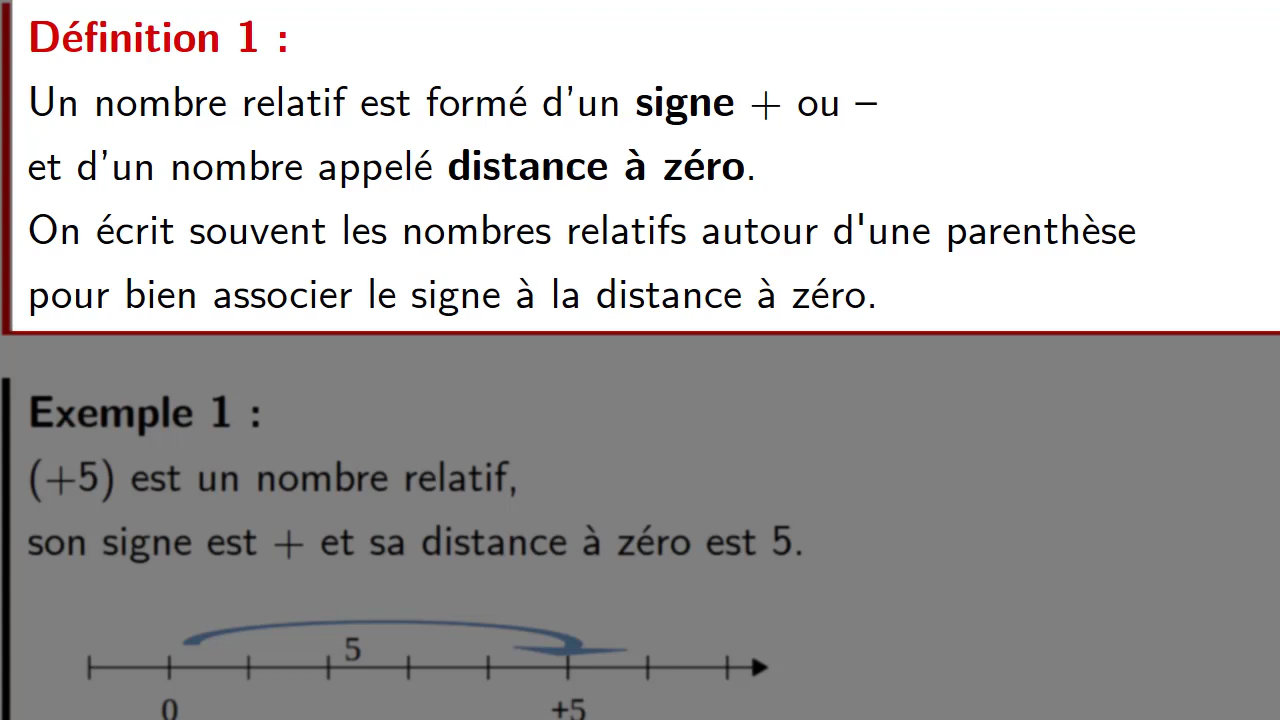 Définition 1 :
Un nombre relatif est formé d'un signe + ou –
et d'un nombre appelé distance à zéro.
On écrit souvent les nombres relatifs autour d'une parenthèse
pour bien associer le signe à la distance à zéro.
Exemple 1 :
(+5) est un nombre relatif,
son signe est + et sa distance à zéro est 5.
5
0 +5